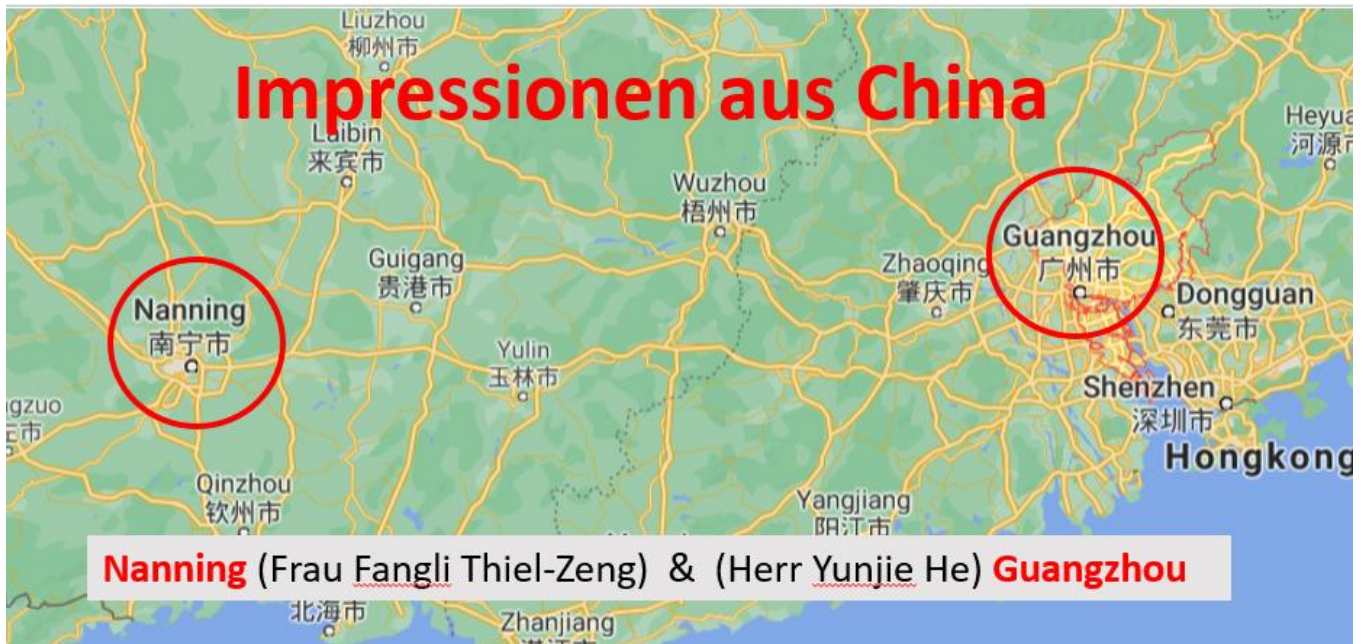 Liuzhou
柳州市
Impressionen aus China
Laibin
来宾市
Heyua
河源市
Wuzhou
梧州市
Guangzhou
广州市
Guigang
贵港市
Zhaoqing
肇庆市
Nanning
南宁市
Dongguan
东莞市
Yulin
玉林市
Shenzhen
深圳市
gzuo
市
Hongkong
Qinzhou
钦州市
Yangjiang
阳江市
Nanning (Frau Fangli Thiel-Zeng) & (Herr Yunjie He) Guangzhou
北海市
Zhanjiang